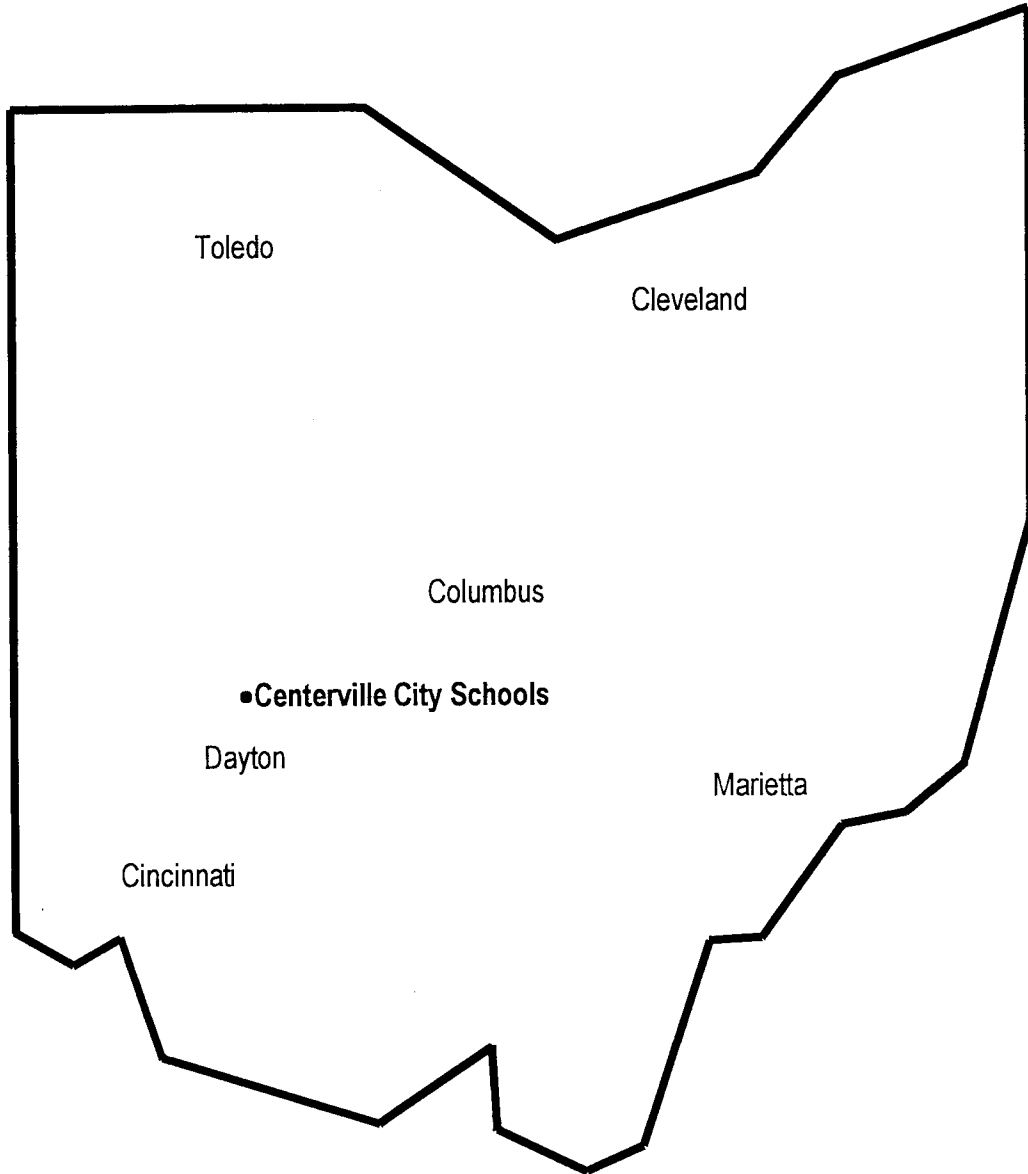 Toledo
Cleveland
Columbus
•Centerville City Schools
Dayton
Marietta
Cincinnati